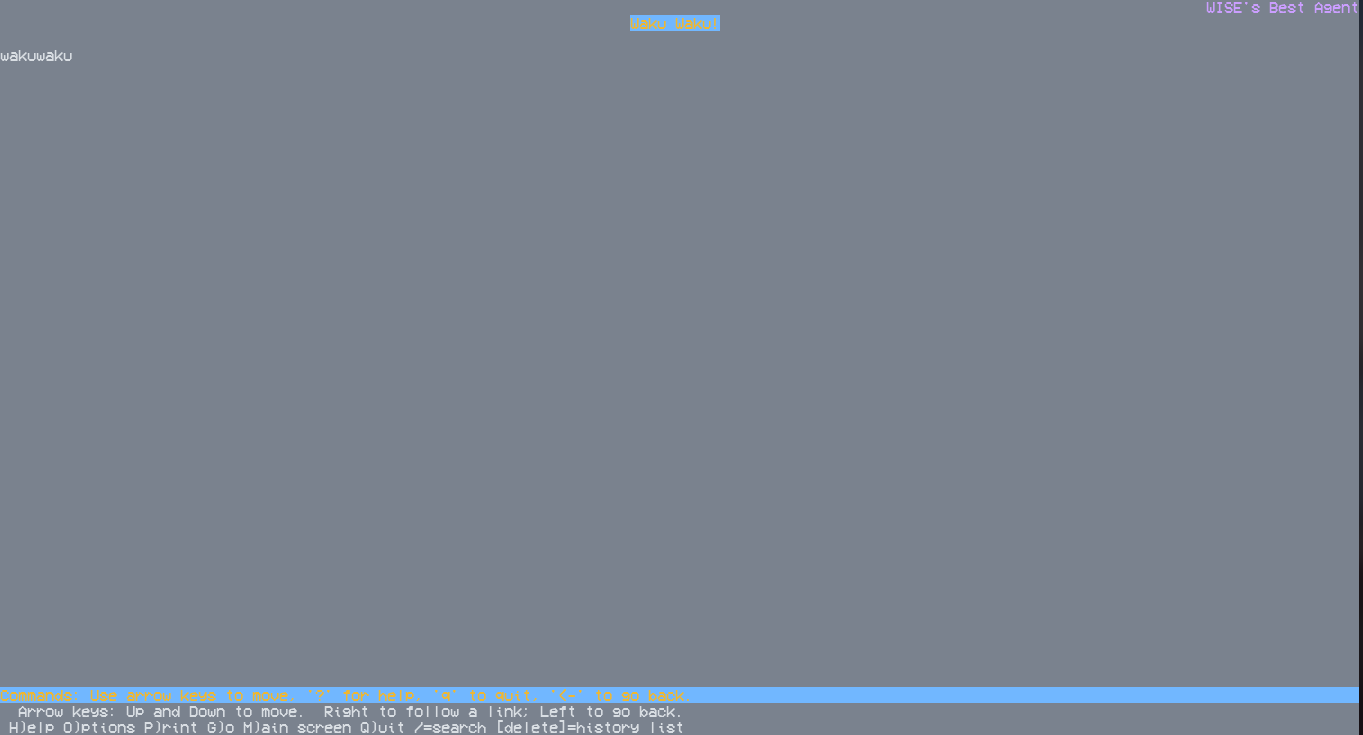 WISE's Best Agent
Waku Waku!
wakuwaku
Commands: Use arrow keys to move, '?' for help, 'q' to quit, '<-' to go back.
Arrow keys: Up and Down to move.  Right to follow a link; Left to go back.
H)elp O)ptions P)rint G)o M)ain screen Q)uit /=search [delete]=history list